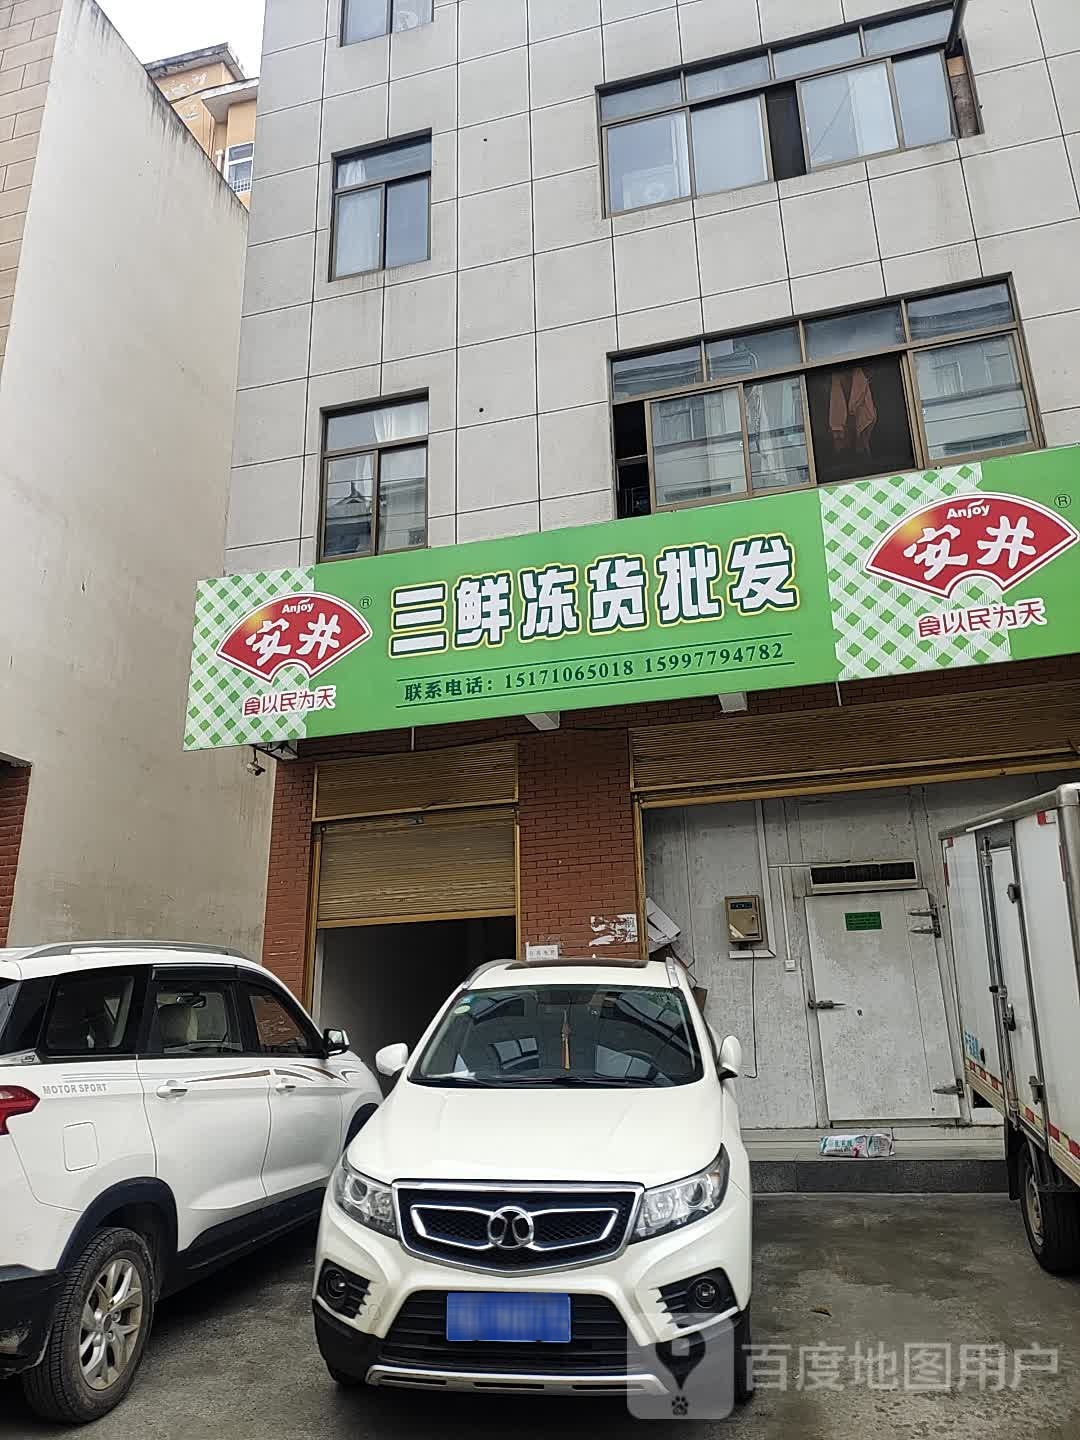 Anjoy
安井
®
食以民为天
三鲜冻货批发
联系电话：15171065018 15997794782
Anjoy
安井
®
食以民为天
MOTOR SPORT
百度地图用户